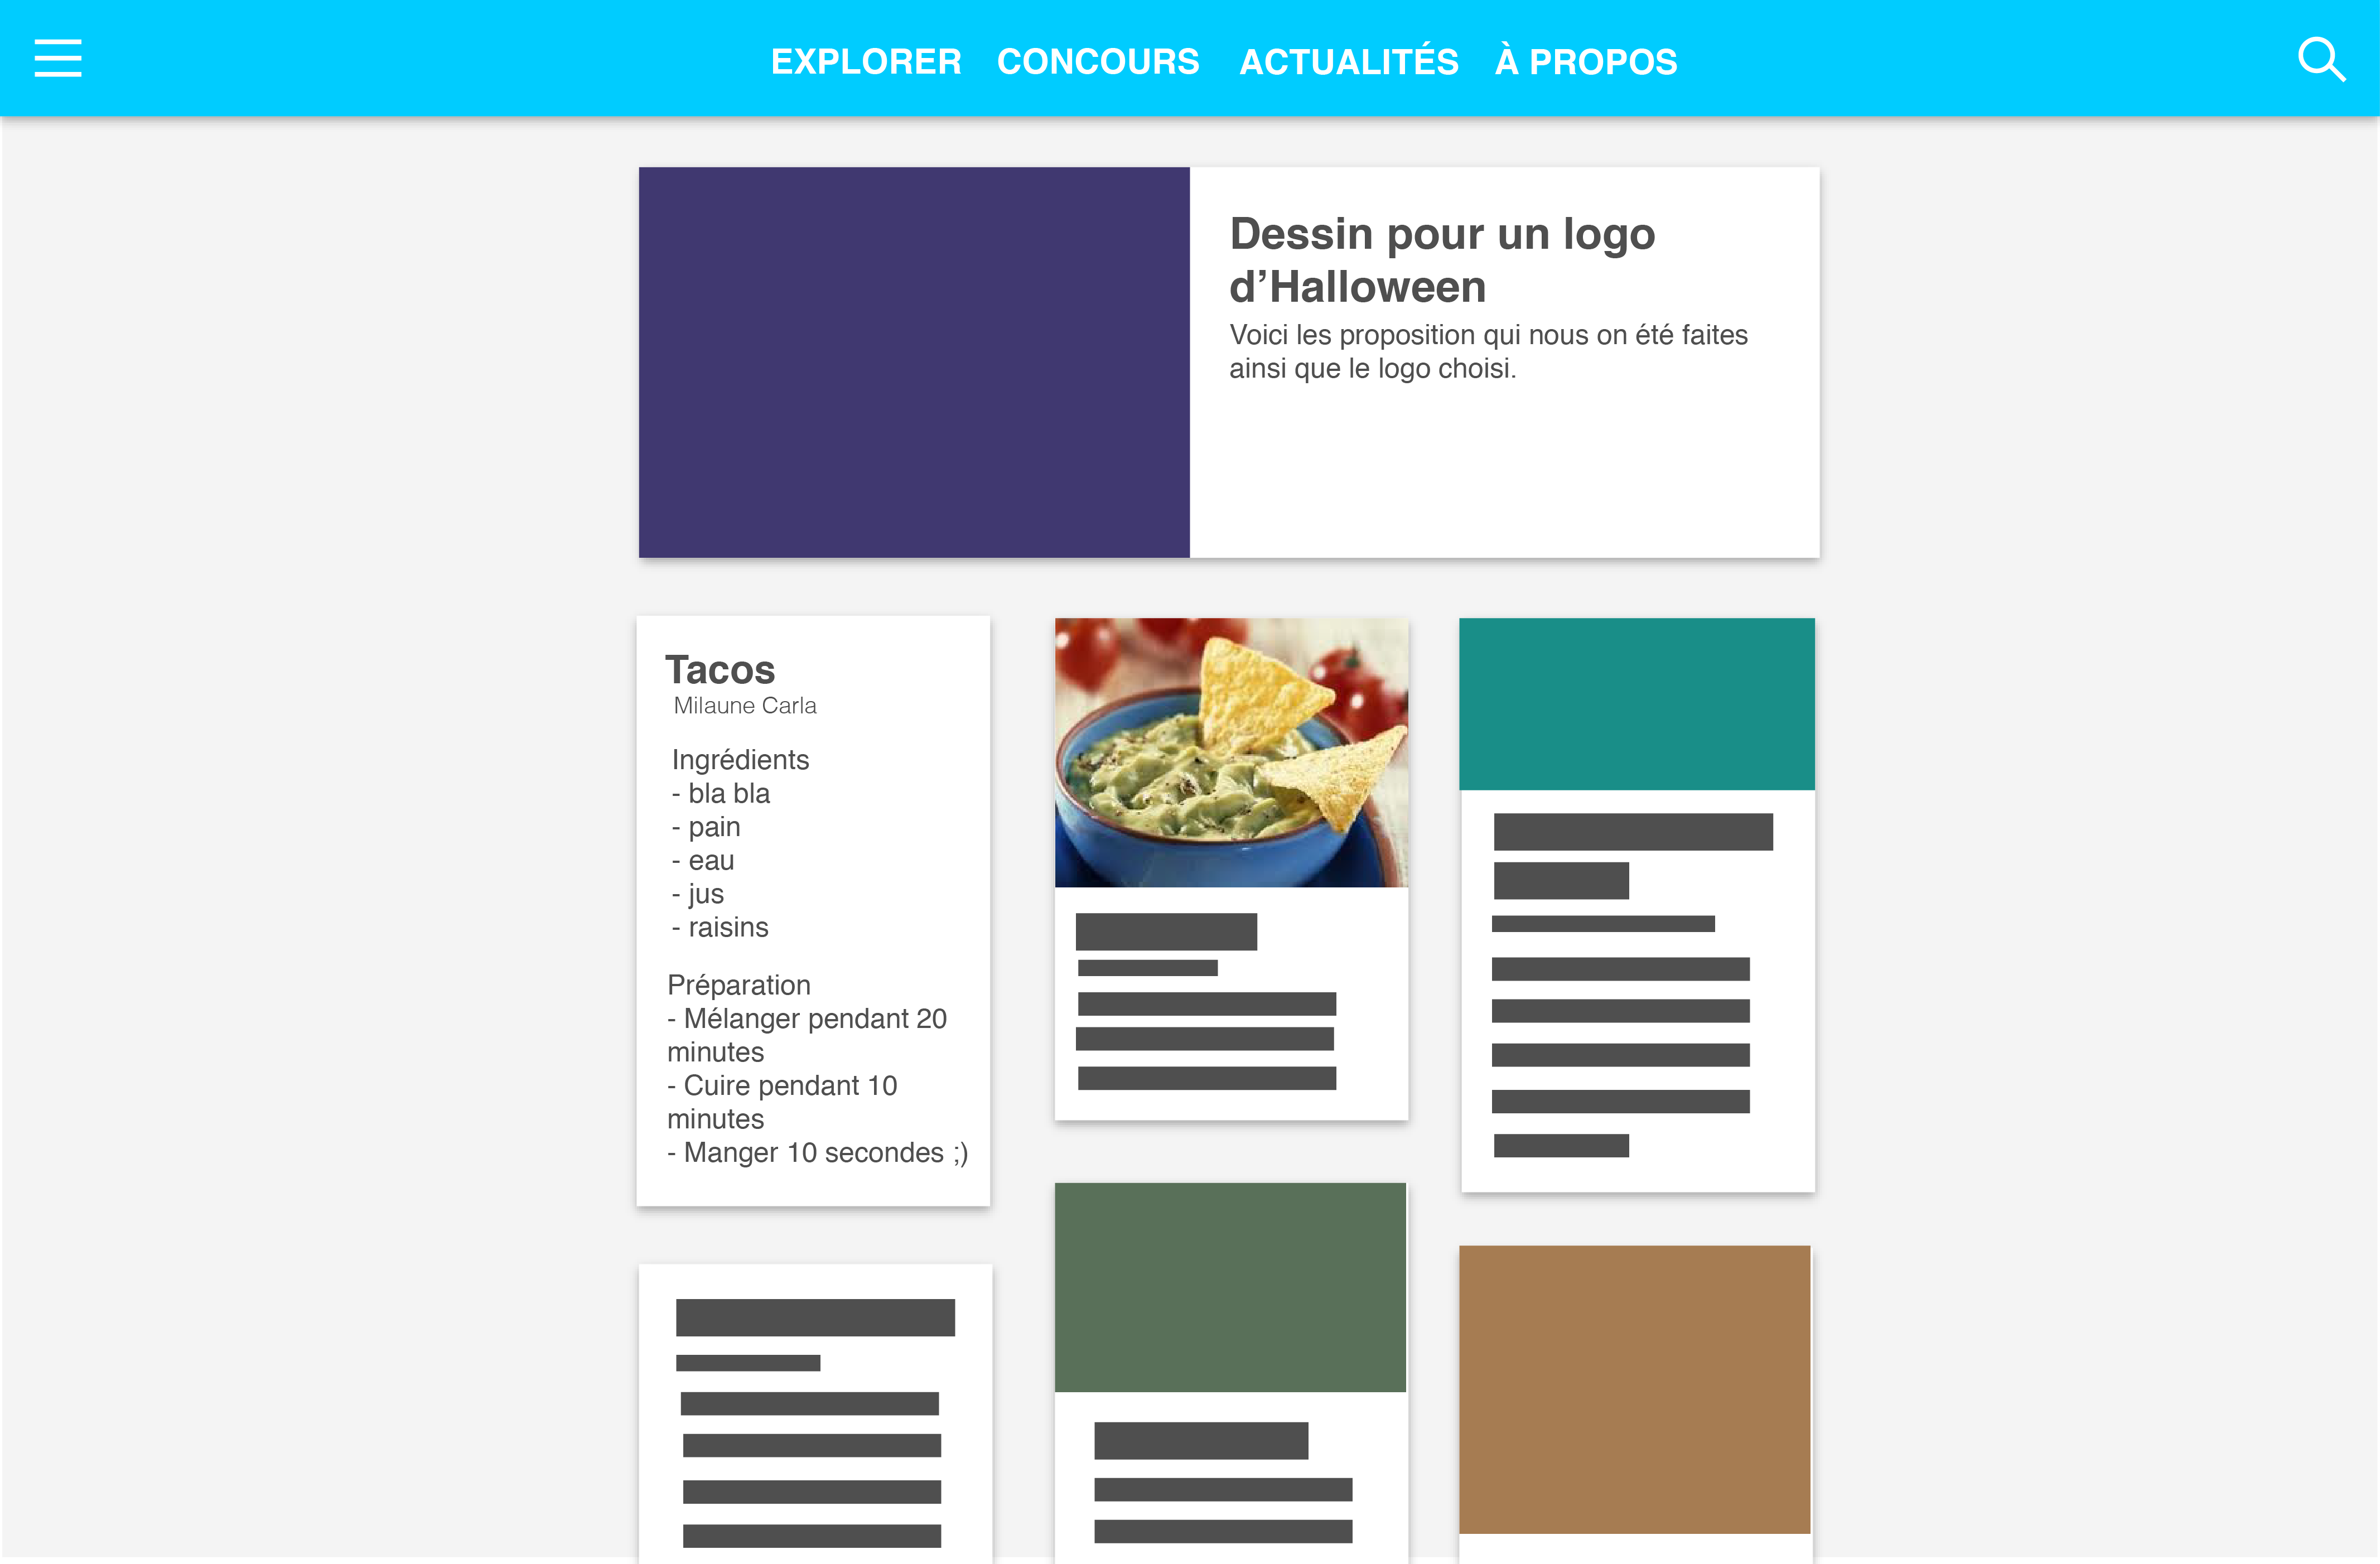 EXPLORER CONCOURS ACTUALITÉS À PROPOS
Dessin pour un logo
d’Halloween
Voici les proposition qui nous on été faites
ainsi que le logo choisi.
Tacos
Milaune Carla
Ingrédients
- bla bla
- pain
- eau
- jus
- raisins
Préparation
- Mélanger pendant 20
minutes
- Cuire pendant 10
minutes
- Manger 10 secondes ;)